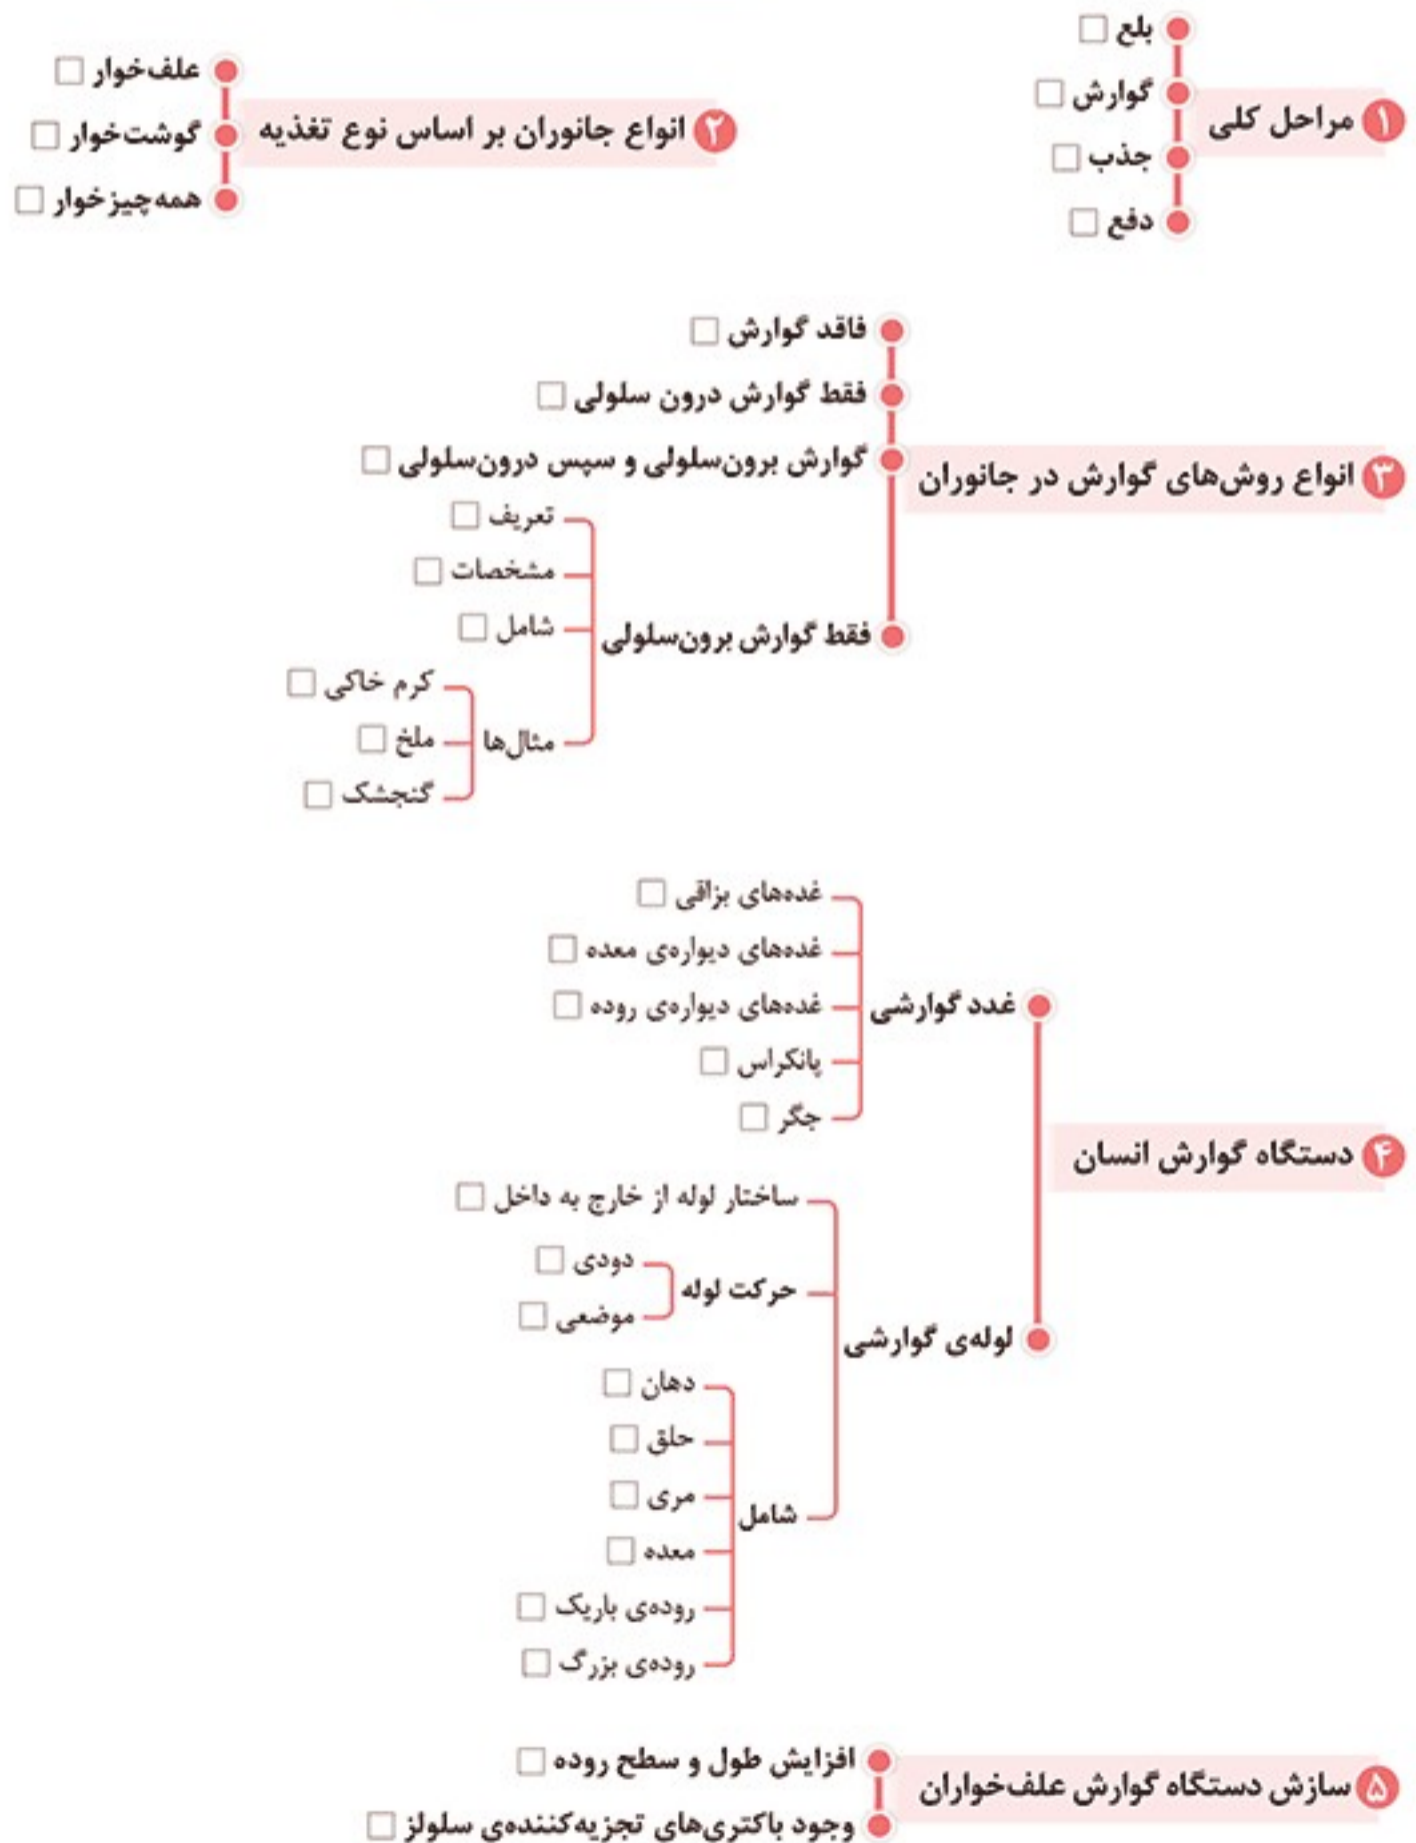 ۱ مراحل کلی
بلع
گوارش
جذب
دفع
۲ انواع جانوران بر اساس نوع تغذیه
علف‌خوار
گوشت‌خوار
همه‌چیزخوار
۳ انواع روش‌های گوارش در جانوران
فاقد گوارش
فقط گوارش درون سلولی
گوارش برون‌سلولی و سپس درون‌سلولی
فقط گوارش برون‌سلولی
تعریف
مشخصات
شامل
مثال‌ها
کرم خاکی
ملخ
گنجشک
۴ دستگاه گوارش انسان
غدد گوارشی
غده‌های بزاقی
غده‌های دیواره‌ی معده
غده‌های دیواره‌ی روده
پانکراس
جگر
لوله‌ی گوارشی
ساختار لوله از خارج به داخل
حرکت لوله
دودی
موضعی
شامل
دهان
حلق
مری
معده
روده‌ی باریک
روده‌ی بزرگ
۵ سازش دستگاه گوارش علف‌خواران
افزایش طول و سطح روده
وجود باکتری‌های تجزیه‌کننده‌ی سلولز